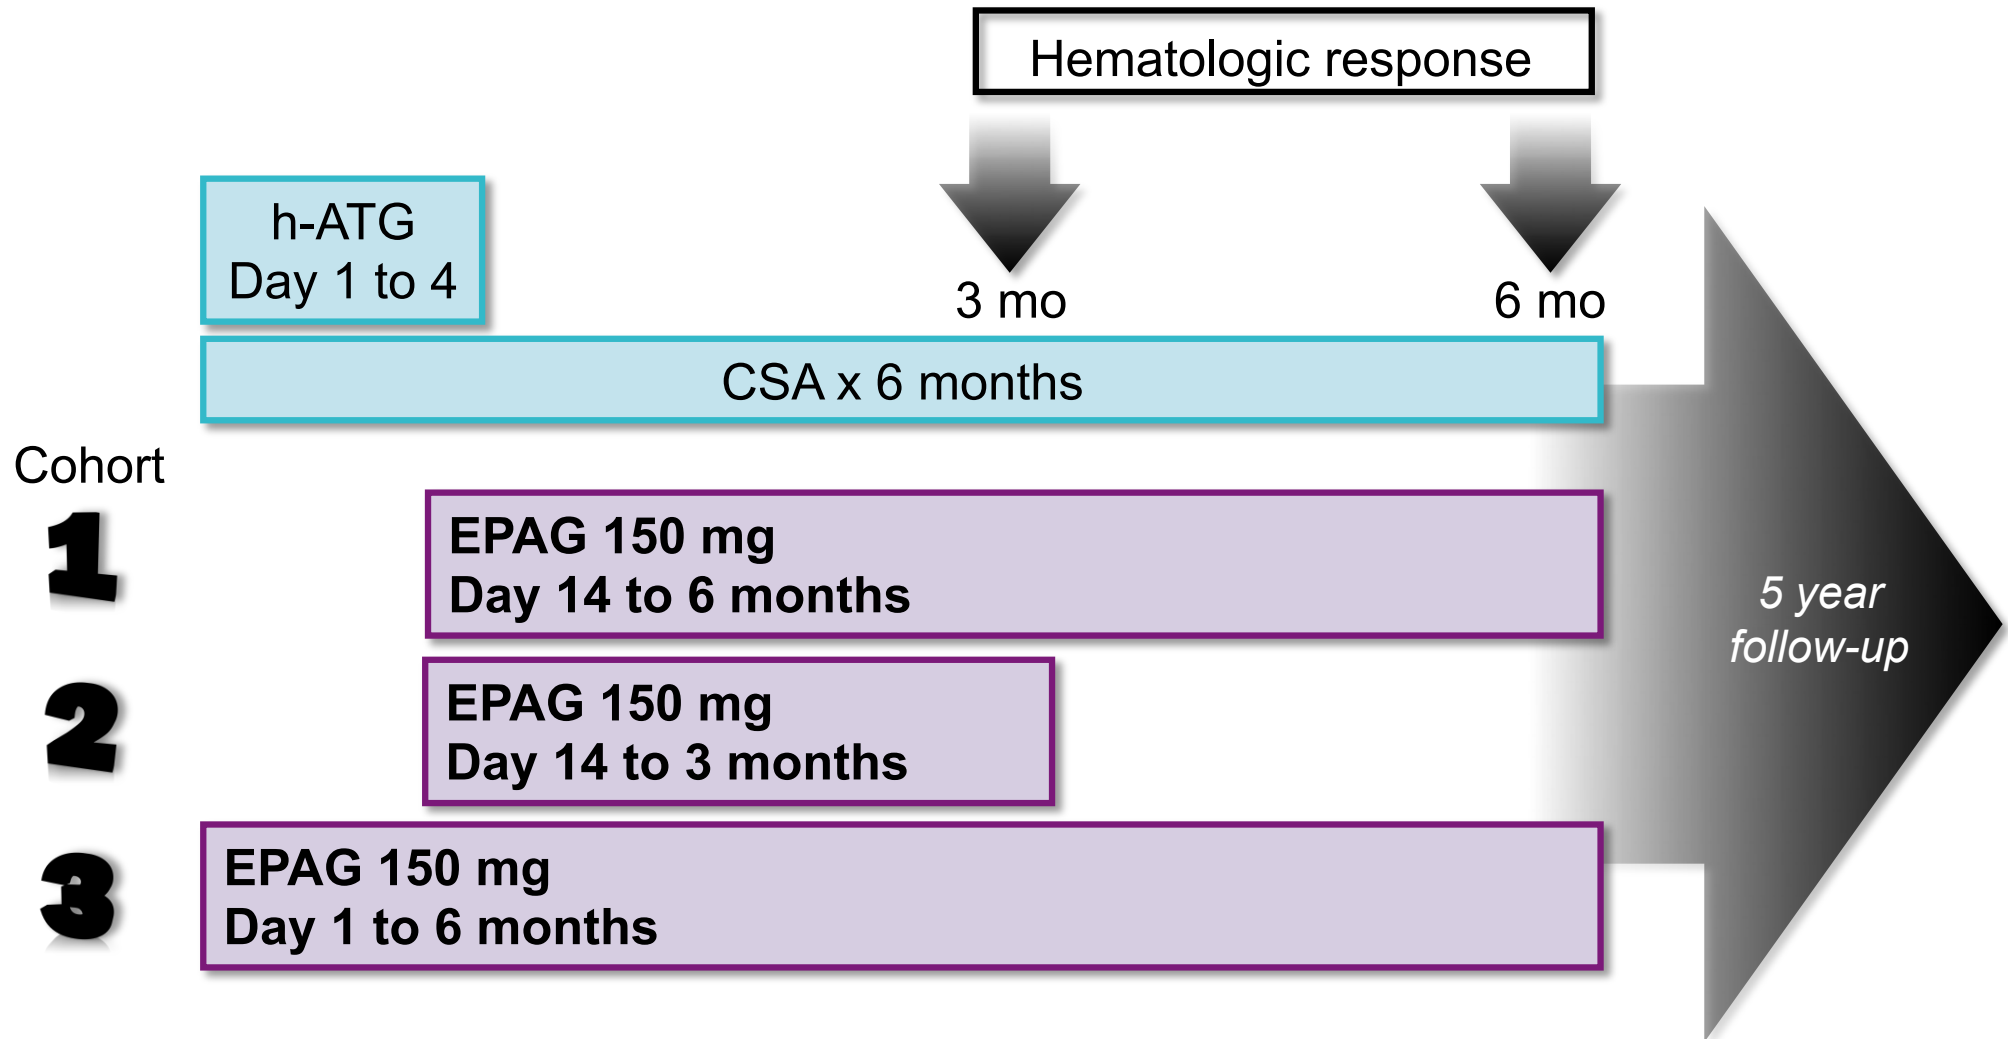 Hematologic response
h-ATG
Day 1 to 4
3 mo
6 mo
CSA x 6 months
Cohort
1
EPAG 150 mg
Day 14 to 6 months
2
EPAG 150 mg
Day 14 to 3 months
3
EPAG 150 mg
Day 1 to 6 months
5 year
follow-up